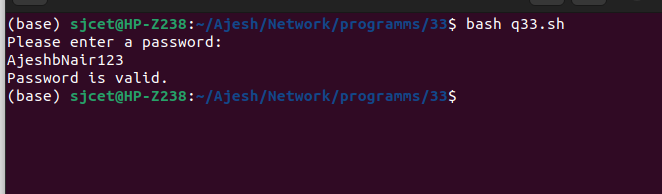 (base) sjcet@HP-Z238:~/Ajesh/Network/programms/33$ bash q33.sh
Please enter a password:
AjeshbNair123
Password is valid.
(base) sjcet@HP-Z238:~/Ajesh/Network/programms/33$